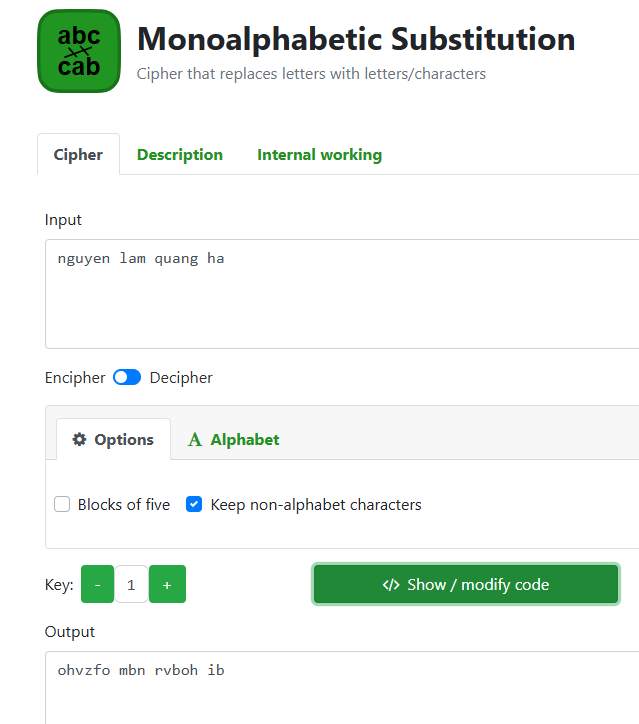 abc
cab
Monoalphabetic Substitution
Cipher that replaces letters with letters/characters
Cipher Description Internal working
Input
nguyen lam quang ha
Encipher Decipher
Options A Alphabet
Blocks of five Keep non-alphabet characters
Key: - 1 + </> Show / modify code
Output
ohvzfo mbn rvboh ib